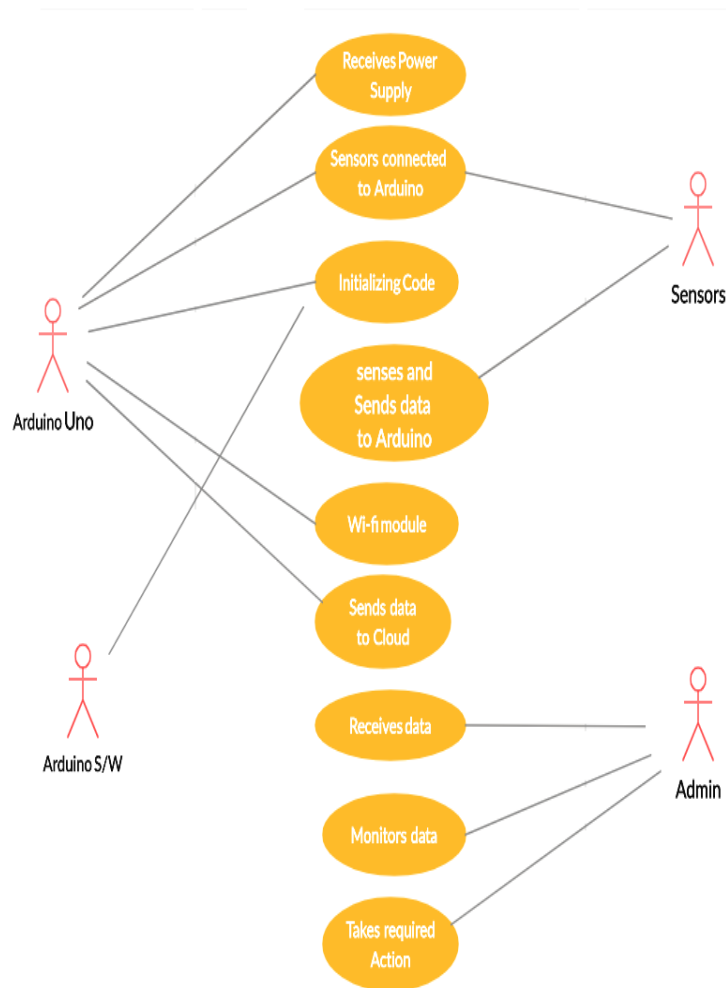 Receives Power
Supply
Sensors connected
to Arduino
Sensors
Initializing Code
Arduino Uno
senses and
Sends data
to Arduino
Wi-fi module
Sends data
to Cloud
Arduino S/W
Receives data
Admin
Monitors data
Takes required
Action